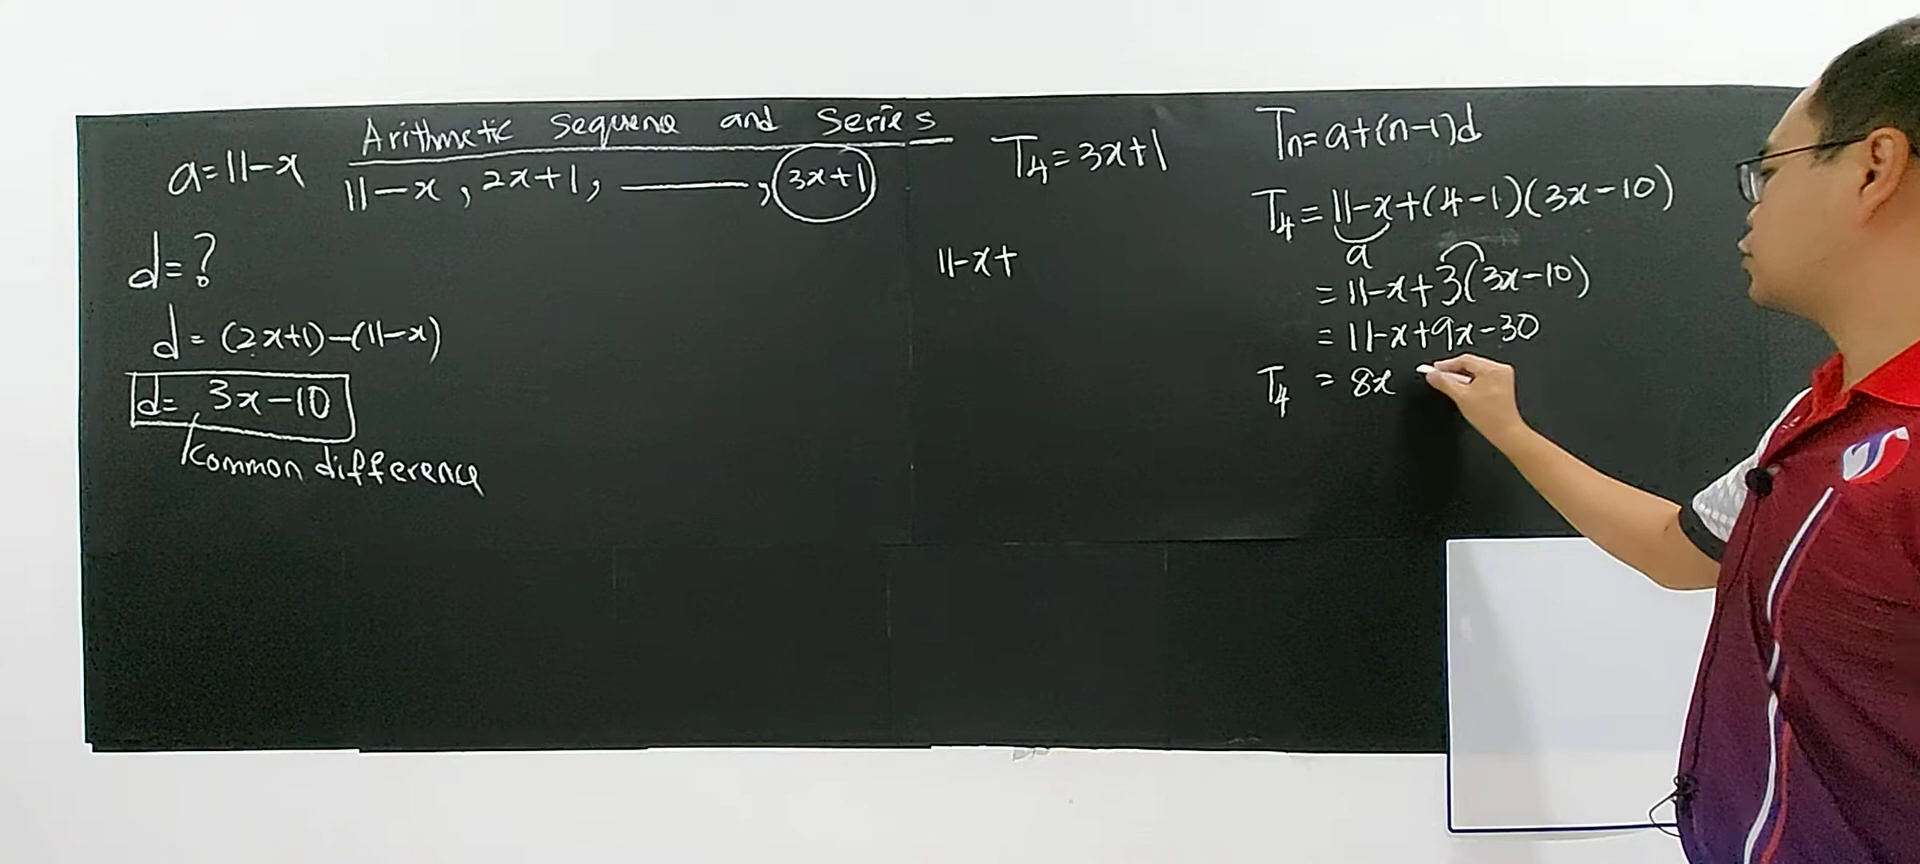 Arithmetic Sequence and Series
a=11-x
11-x, 2x+1, ———, 3x+1
d=?
d=(2x+1)-(11-x)
d= 3x-10
common difference
T4=3x+1
11-x+
Tn=a+(n-1)d
T4=11-x+(4-1)(3x-10)
a
=11-x+3(3x-10)
=11-x+9x-30
T4 = 8x